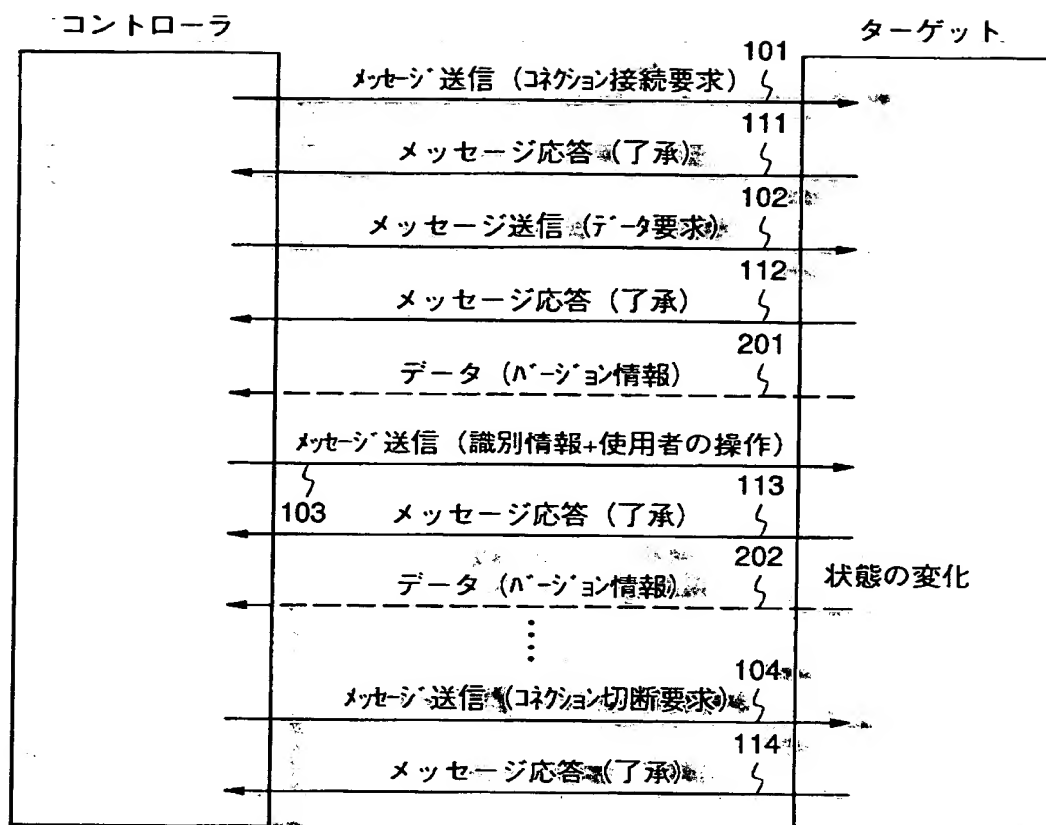 コントローラ
ターゲット
101
メッセージ送信（コネクション接続要求）
111
メッセージ応答（了承）
102
メッセージ送信（データ要求）
112
メッセージ応答（了承）
201
データ（バージョン情報）
メッセージ送信（識別情報+使用者の操作）
103
113
メッセージ応答（了承）
202
データ（バージョン情報）
状態の変化
104
メッセージ送信（コネクション切断要求）
114
メッセージ応答（了承）